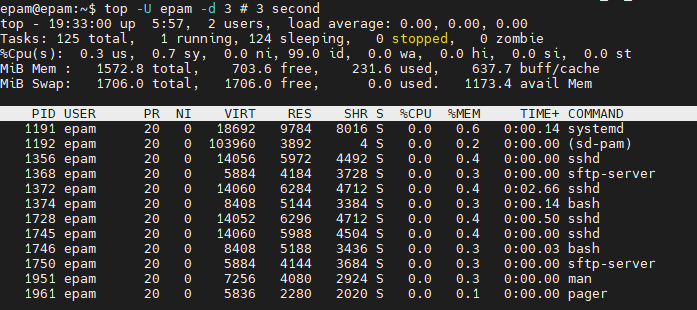 epam@epam:~$ top -U epam -d 3 # 3 second
top - 19:33:00 up  5:57,  2 users,  load average: 0.00, 0.00, 0.00
Tasks: 125 total,   1 running, 124 sleeping,   0 stopped,   0 zombie
%Cpu(s):  0.3 us,  0.7 sy,  0.0 ni, 99.0 id,  0.0 wa,  0.0 hi,  0.0 si,  0.0 st
MiB Mem :   1572.8 total,    703.6 free,    231.6 used,    637.7 buff/cache
MiB Swap:   1706.0 total,   1706.0 free,      0.0 used.   1173.4 avail Mem
PID USER      PR  NI    VIRT    RES    SHR S  %CPU  %MEM     TIME+ COMMAND
1191 epam      20   0   18692   9784   8016 S   0.0   0.6   0:00.14 systemd
1192 epam      20   0  103960   3892      4 S   0.0   0.2   0:00.00 (sd-pam)
1356 epam      20   0   14056   5972   4492 S   0.0   0.4   0:00.00 sshd
1368 epam      20   0    5884   4184   3728 S   0.0   0.3   0:00.00 sftp-server
1372 epam      20   0   14060   6284   4712 S   0.0   0.4   0:02.66 sshd
1374 epam      20   0    8408   5144   3384 S   0.0   0.3   0:00.14 bash
1728 epam      20   0   14052   6296   4712 S   0.0   0.4   0:00.50 sshd
1745 epam      20   0   14060   5988   4504 S   0.0   0.4   0:00.00 sshd
1746 epam      20   0    8408   5188   3436 S   0.0   0.3   0:00.03 bash
1750 epam      20   0    5884   4144   3684 S   0.0   0.3   0:00.00 sftp-server
1951 epam      20   0    7256   4080   2924 S   0.0   0.3   0:00.00 man
1961 epam      20   0    5836   2280   2020 S   0.0   0.1   0:00.00 pager